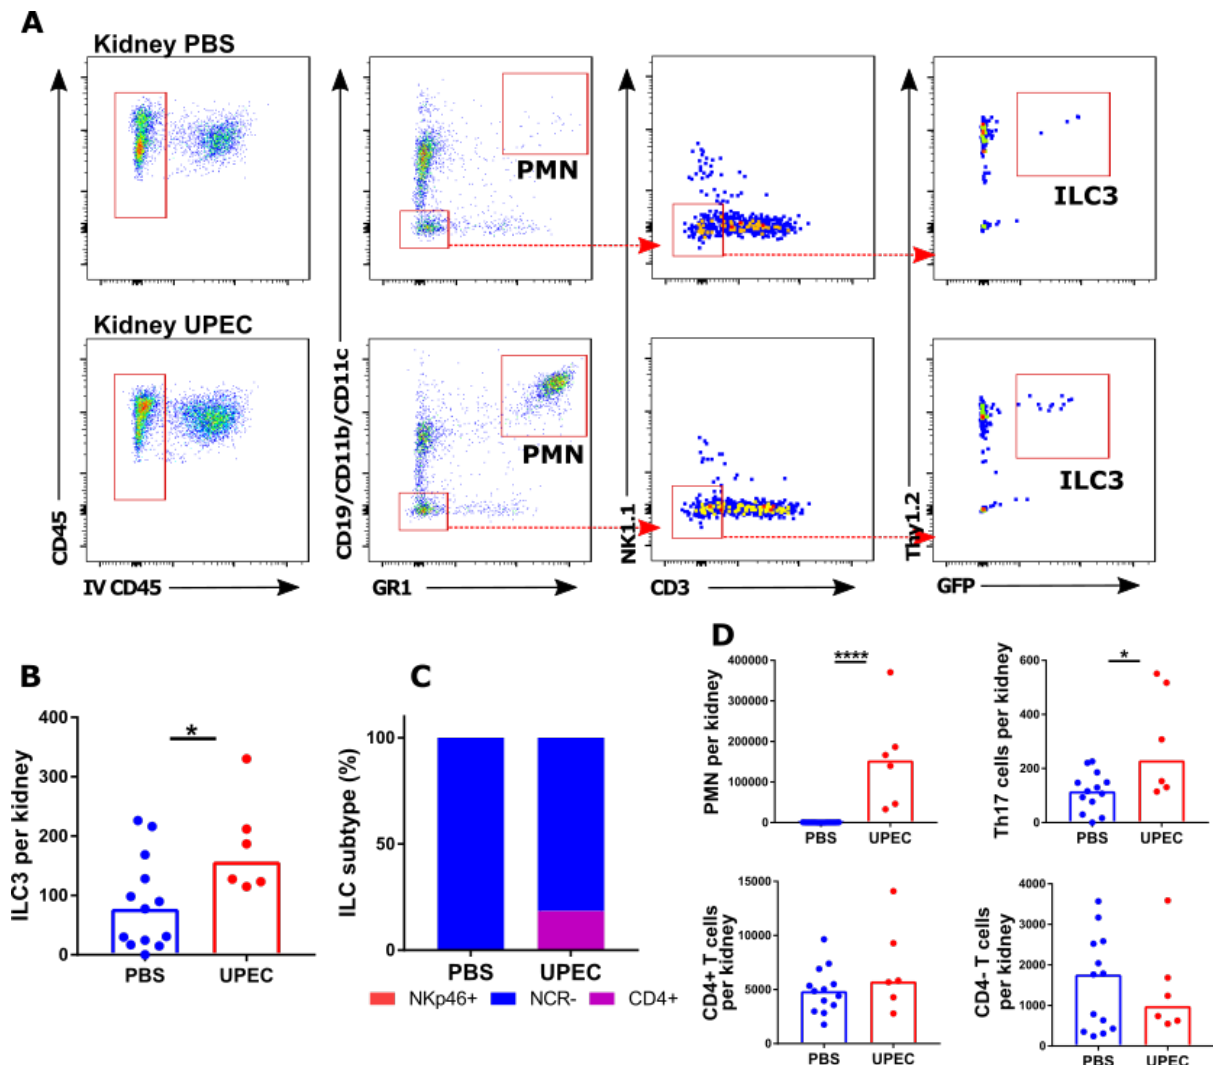 A
Kidney PBS
PMN
ILC3
Kidney UPEC
PMN
ILC3
CD45
CD19/CD11b/CD11c
NK1.1
Thy1.2
IV CD45
GR1
CD3
GFP
B
ILC3 per kidney
400
300
200
100
0
PBS
UPEC
*
C
ILC subtype (%)
100
50
0
PBS
UPEC
NKp46+
NCR-
CD4+
D
PMN per kidney
400000
300000
200000
100000
0
****
PBS
UPEC
Th17 cells per kidney
600
400
200
0
*
PBS
UPEC
CD4+ T cells
per kidney
15000
10000
5000
0
PBS
UPEC
CD4- T cells
per kidney
4000
3000
2000
1000
0
PBS
UPEC